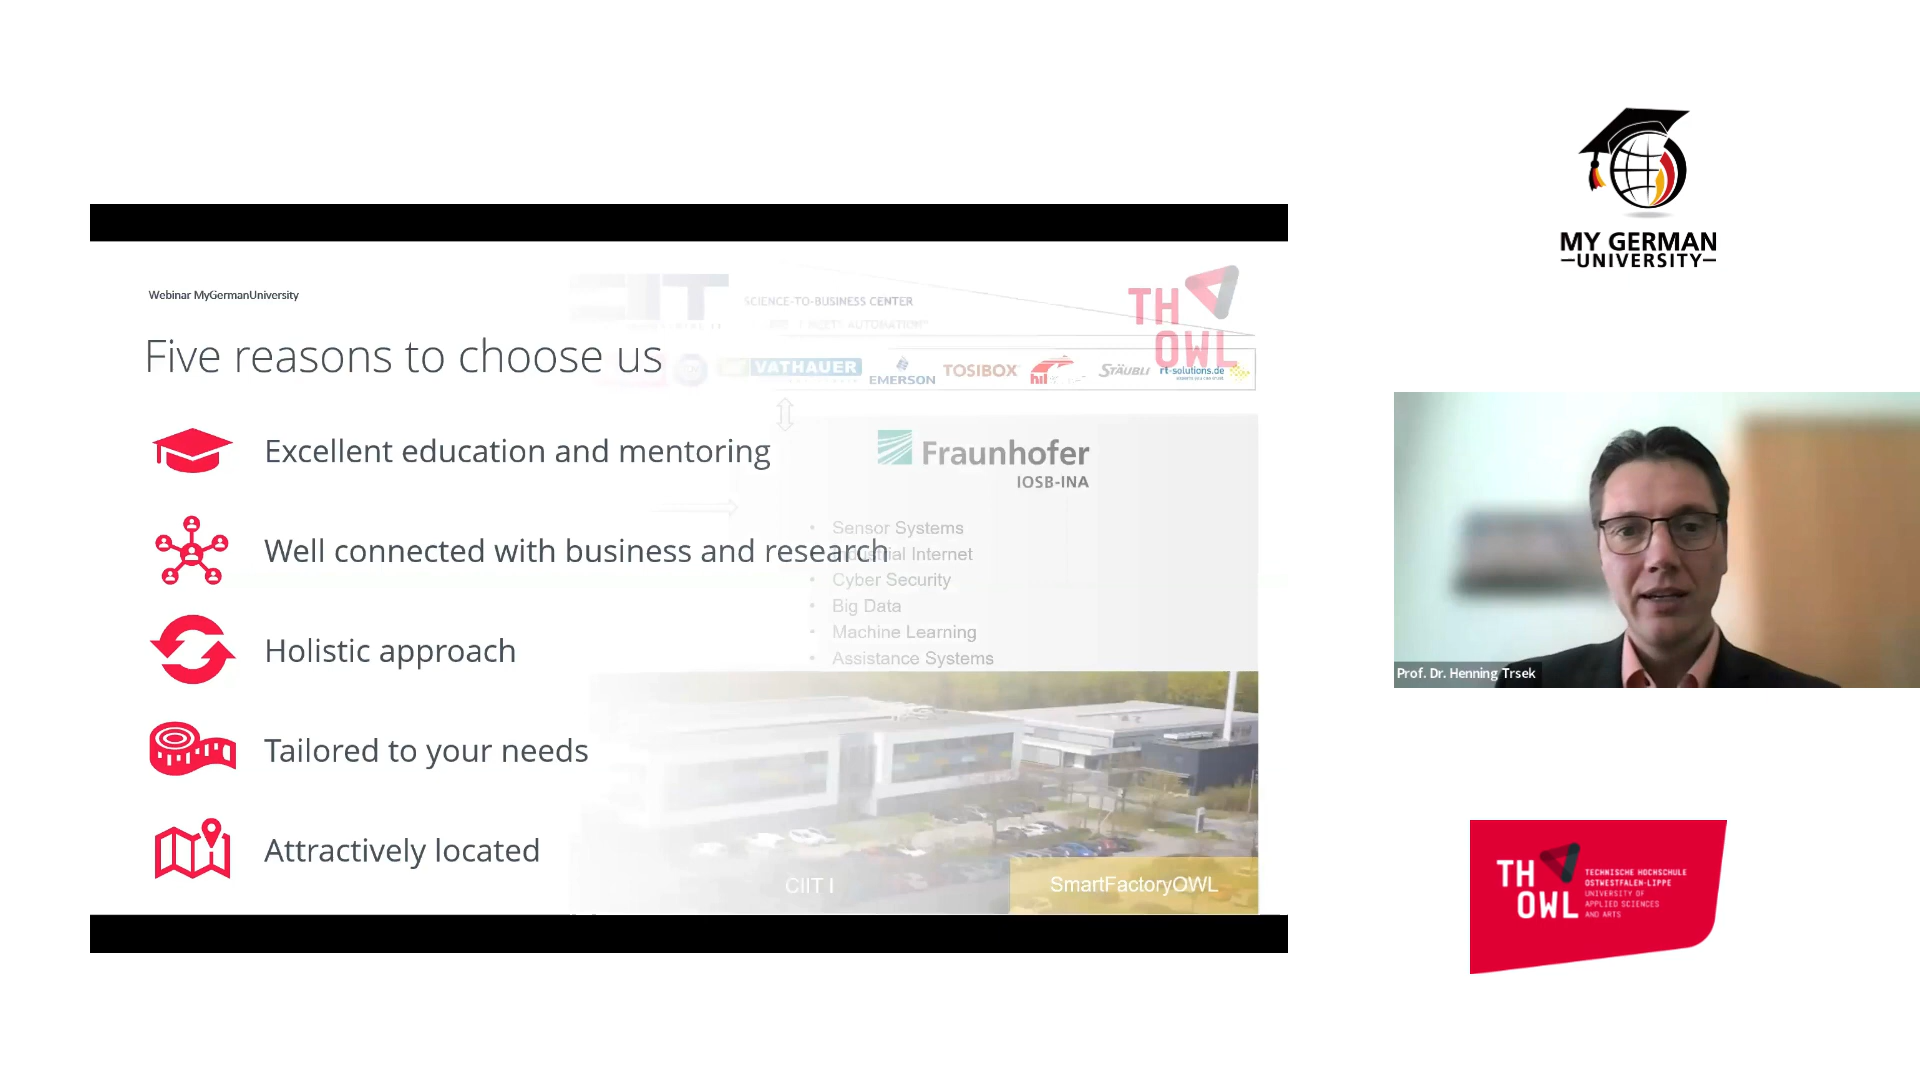 MY GERMAN
UNIVERSITY
Webinar MyGermanUniversity
SCIENCE-TO-BUSINESS CENTER
AUTOMATION
TH
OWL
Five reasons to choose us
VATHAUER
EMERSON
TOSIBOX
hil
STÄUBLI
rt-solutions.de
Excellent education and mentoring
Fraunhofer
IOSB-INA
Well connected with business and research
• Sensor Systems
• Industrial Internet
• Cyber Security
• Big Data
• Machine Learning
• Assistance Systems
Holistic approach
Tailored to your needs
Attractively located
CIIT I
SmartFactoryOWL
Prof. Dr. Henning Trsek
TH
OWL
TECHNISCHE HOCHSCHULE
OSTWESTFALEN-LIPPE
UNIVERSITY OF
APPLIED SCIENCES
AND ARTS